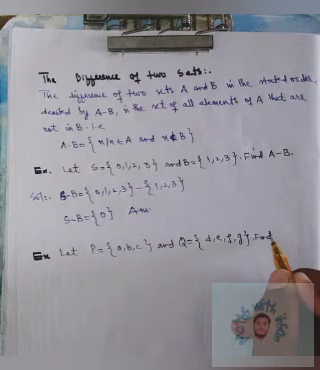 The Difference of two Sets:.
The difference of two sets A and B in the stated order,
denoted by A-B, is the set of all elements of A that are
not in B. i.e
A-B={x/x∈A and x∉B}
Ex. Let S={0,1,2,3} and B={1,2,3}. Find A-B.
Sol:. S-B={0,1,2,3}-{1,2,3}
S-B={0} Ans.
Ex Let P={a,b,c} and Q={d,e,f,g}. Find